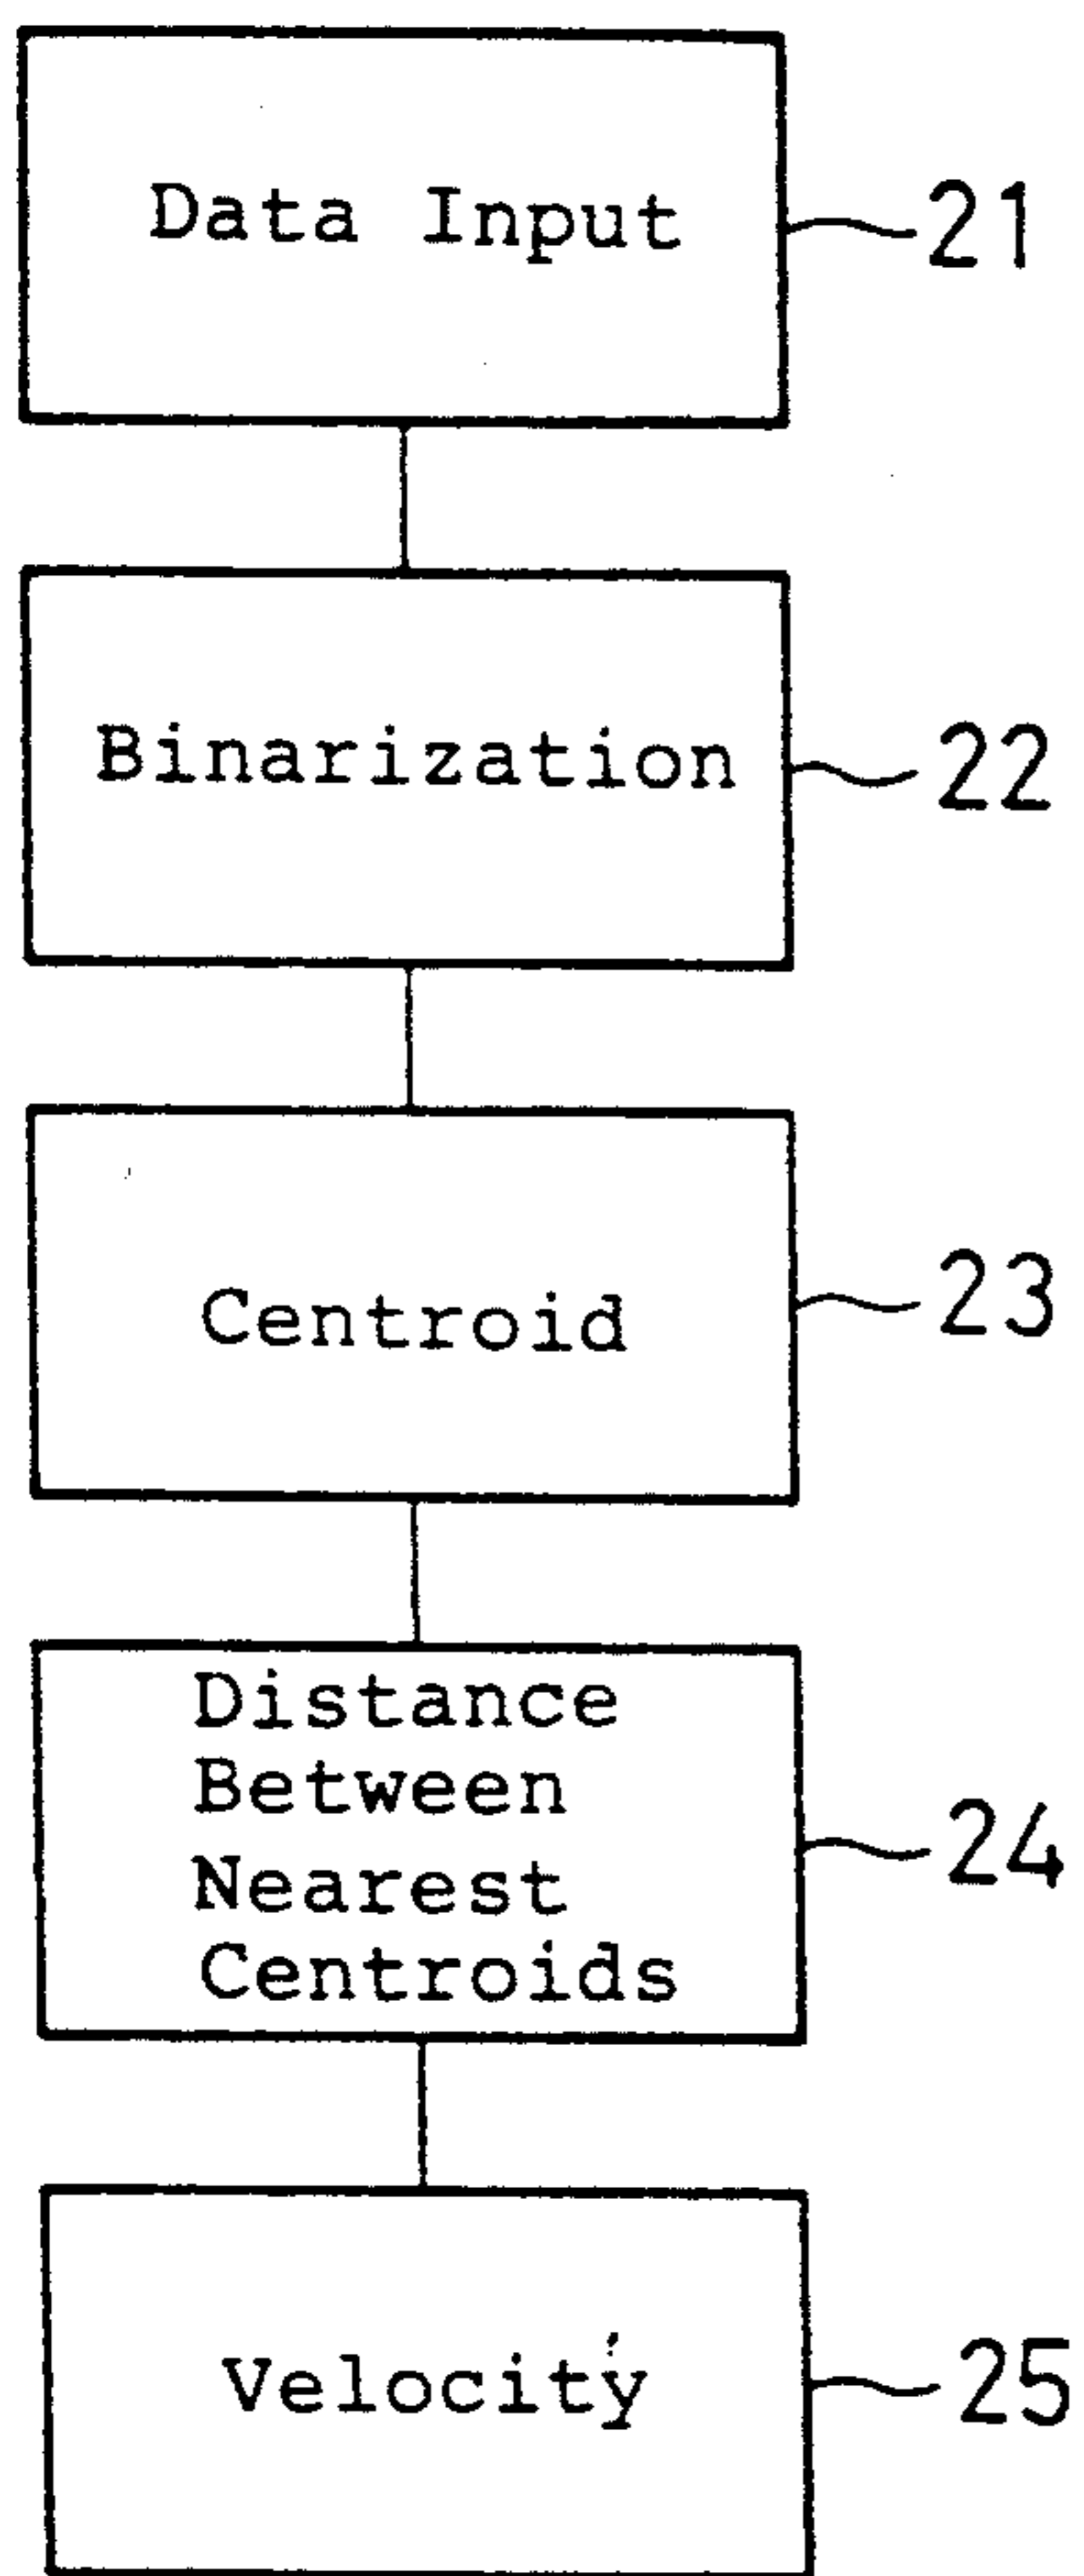 Data Input
21
Binarization
22
Centroid
23
Distance
Between
Nearest
Centroids
24
Velocity
25